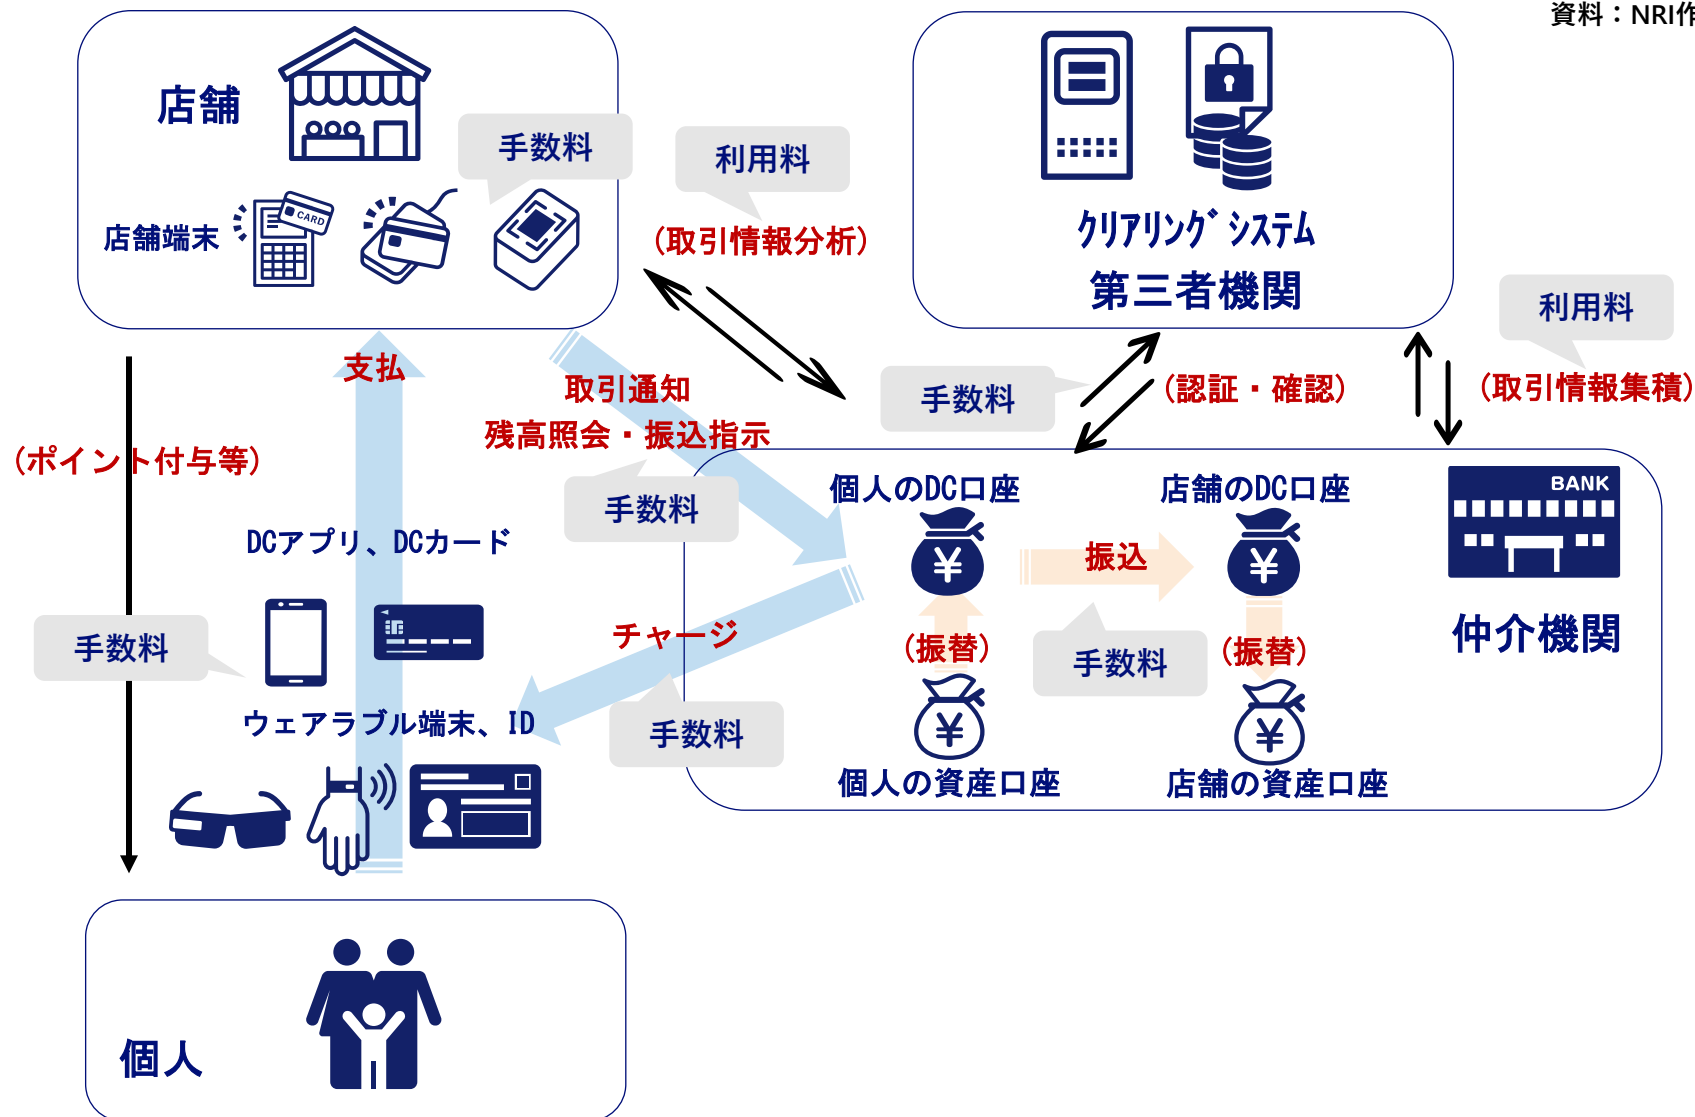 資料：NRI作
店舗
手数料
利用料
CARD
店舗端末
(取引情報分析)
クリアリングシステム
第三者機関
利用料
支払
取引通知
手数料
(認証・確認)
(取引情報集積)
残高照会・振込指示
(ポイント付与等)
個人のDC口座
店舗のDC口座
BANK
手数料
DCアプリ、DCカード
振込
チャージ
手数料
(振替)
手数料
(振替)
仲介機関
ウェアラブル端末、ID
手数料
個人の資産口座
店舗の資産口座
個人